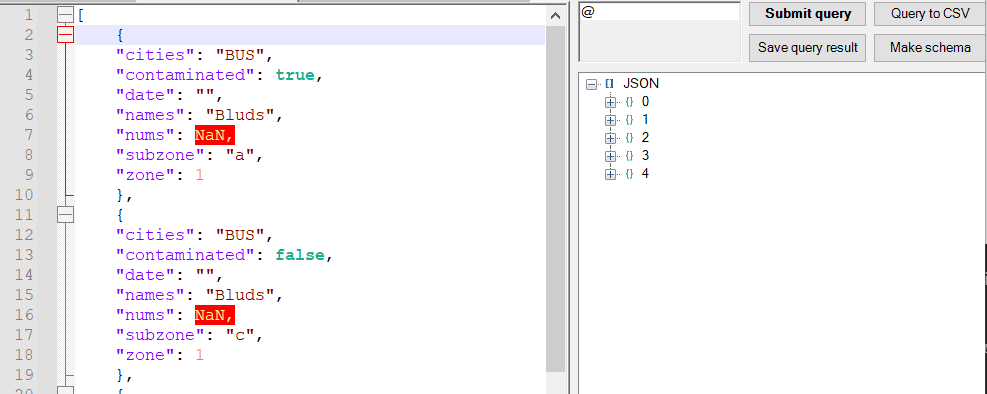 1 [
2 {
3 "cities": "BUS",
4 "contaminated": true,
5 "date": "",
6 "names": "Bluds",
7 "nums": NaN,
8 "subzone": "a",
9 "zone": 1
10 },
11 {
12 "cities": "BUS",
13 "contaminated": false,
14 "date": "",
15 "names": "Bluds",
16 "nums": NaN,
17 "subzone": "c",
18 "zone": 1
19 },
20 {
@
Submit query
Query to CSV
Save query result
Make schema
[] JSON
{} 0
{} 1
{} 2
{} 3
{} 4